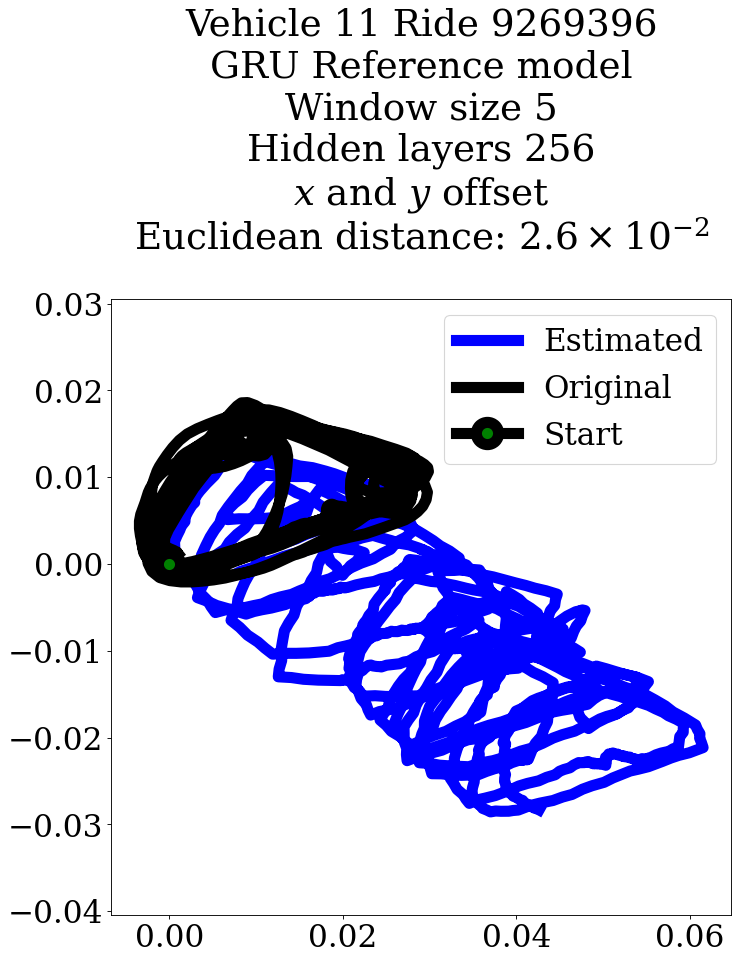 Vehicle 11 Ride 9269396
GRU Reference model
Window size 5
Hidden layers 256
x and y offset
Euclidean distance: 2.6 × 10⁻²
Estimated
Original
Start
0.03
0.02
0.01
0.00
−0.01
−0.02
−0.03
−0.04
0.00 0.02 0.04 0.06